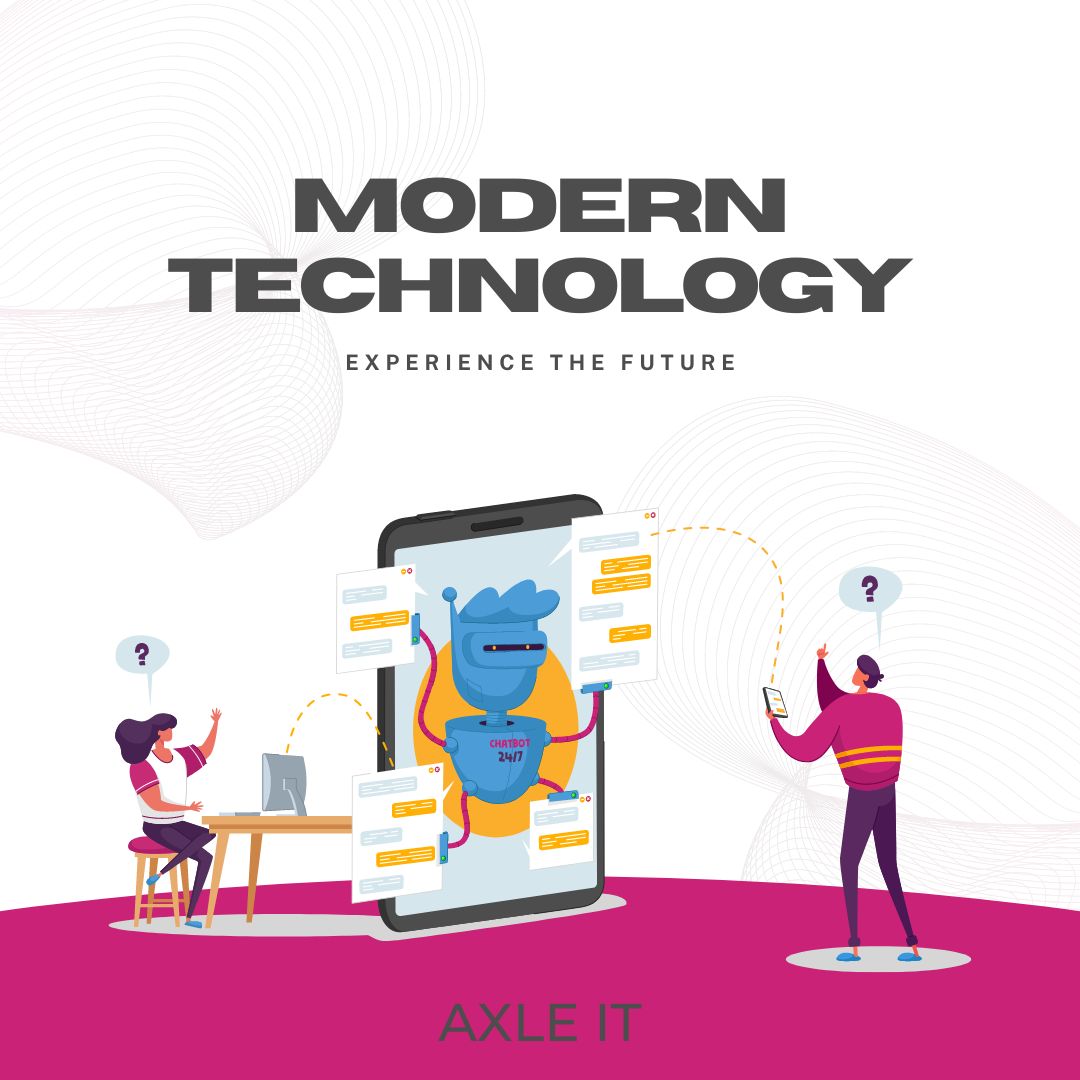 MODERN
TECHNOLOGY
EXPERIENCE THE FUTURE
?
?
CHATBOT
24/7
AXLE IT